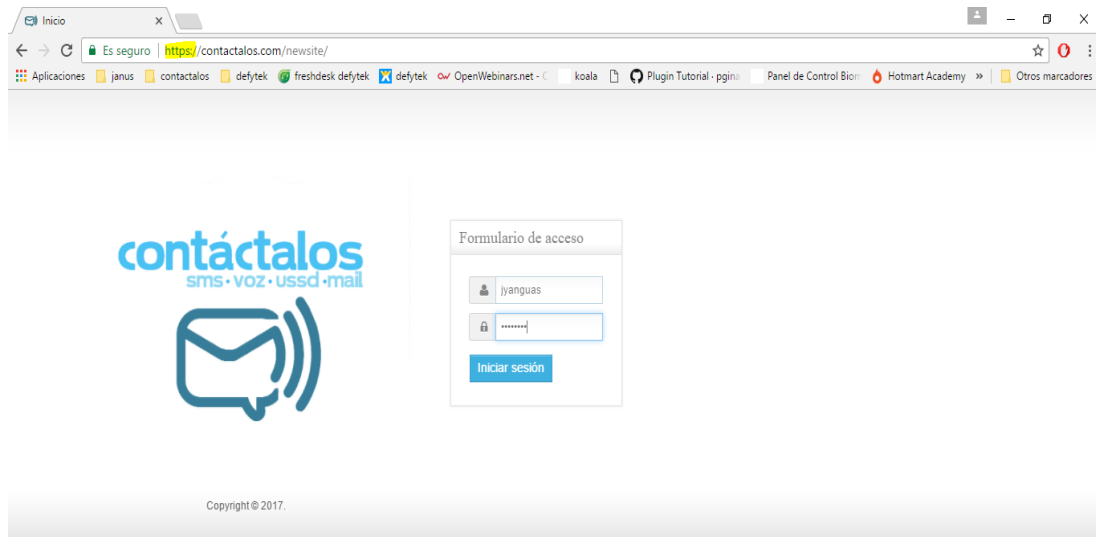 Inicio
Es seguro | https://contactalos.com/newsite/
Aplicaciones janus contactalos defytek freshdesk defytek defytek OpenWebinars.net - koala Plugin Tutorial · pgina Panel de Control Biom Hotmart Academy » Otros marcadores
contáctalos
sms·voz·ussd·mail
Formulario de acceso
jyanguas
••••••••
Iniciar sesión
Copyright © 2017.